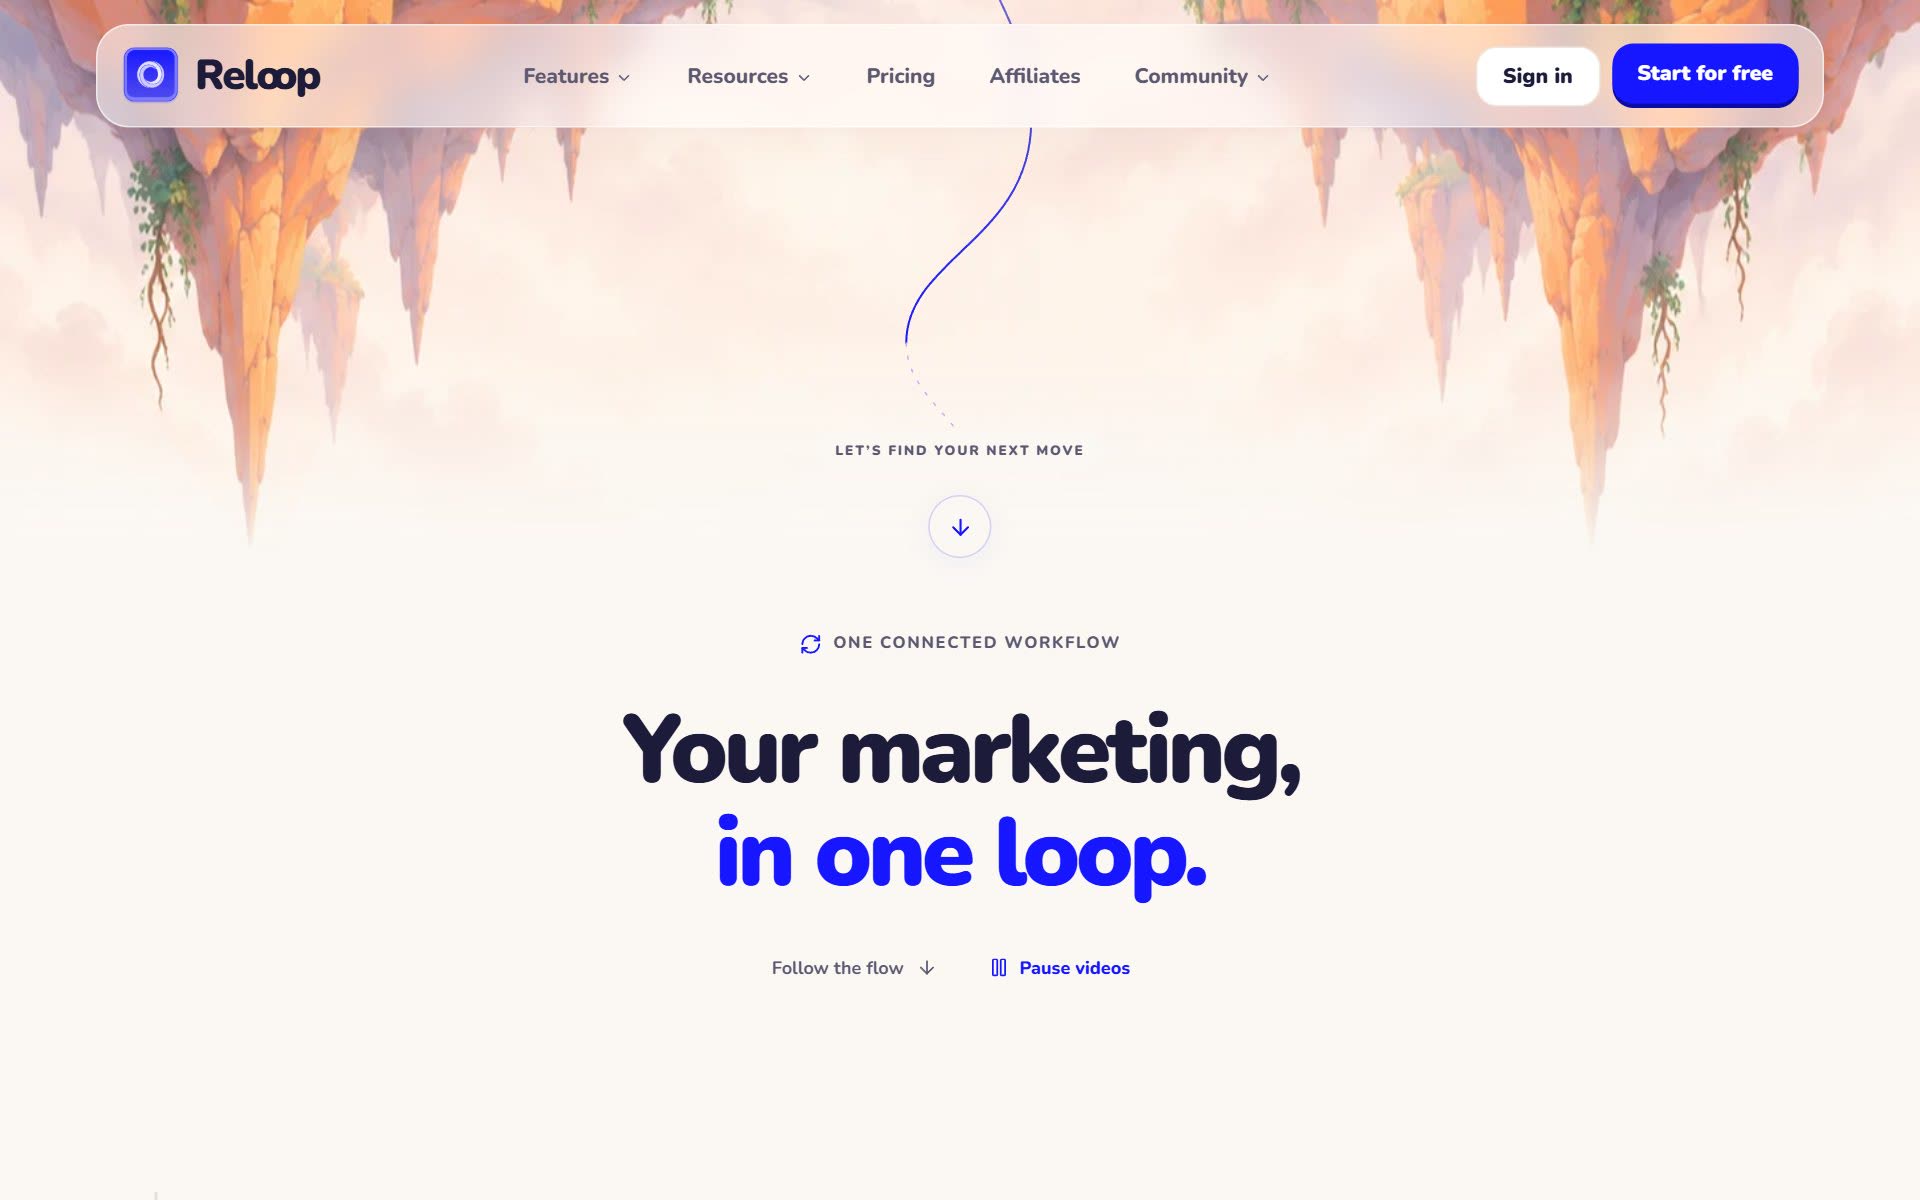 Reloop
Features
Resources
Pricing
Affiliates
Community
Sign in
Start for free
LET'S FIND YOUR NEXT MOVE
ONE CONNECTED WORKFLOW
Your marketing,
in one loop.
Follow the flow
Pause videos